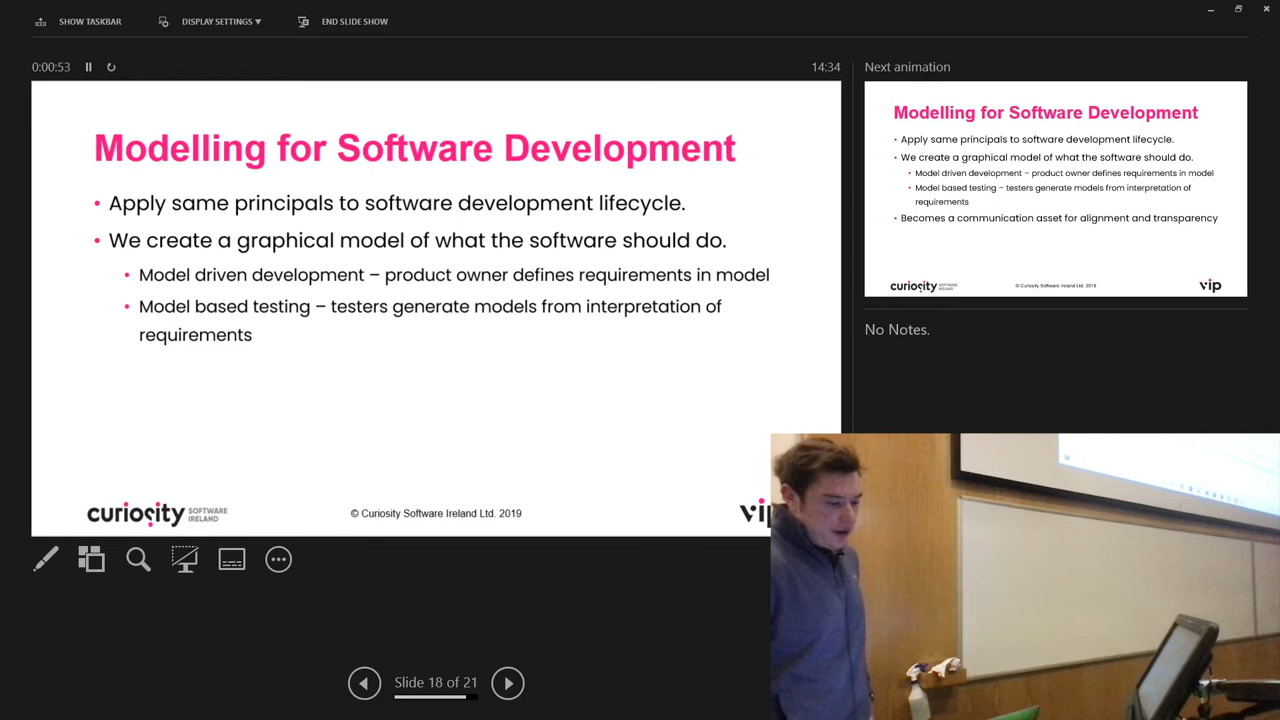 SHOW TASKBAR
DISPLAY SETTINGS ▼
END SLIDE SHOW
0:00:53
14:34
Modelling for Software Development
• Apply same principals to software development lifecycle.
• We create a graphical model of what the software should do.
• Model driven development – product owner defines requirements in model
• Model based testing – testers generate models from interpretation of
requirements
curiosity SOFTWARE
IRELAND
© Curiosity Software Ireland Ltd. 2019
vip
Slide 18 of 21
Next animation
Modelling for Software Development
• Apply same principals to software development lifecycle.
• We create a graphical model of what the software should do.
• Model driven development – product owner defines requirements in model
• Model based testing – testers generate models from interpretation of
requirements
• Becomes a communication asset for alignment and transparency
curiosity
© Curiosity Software Ireland Ltd. 2019
vip
No Notes.